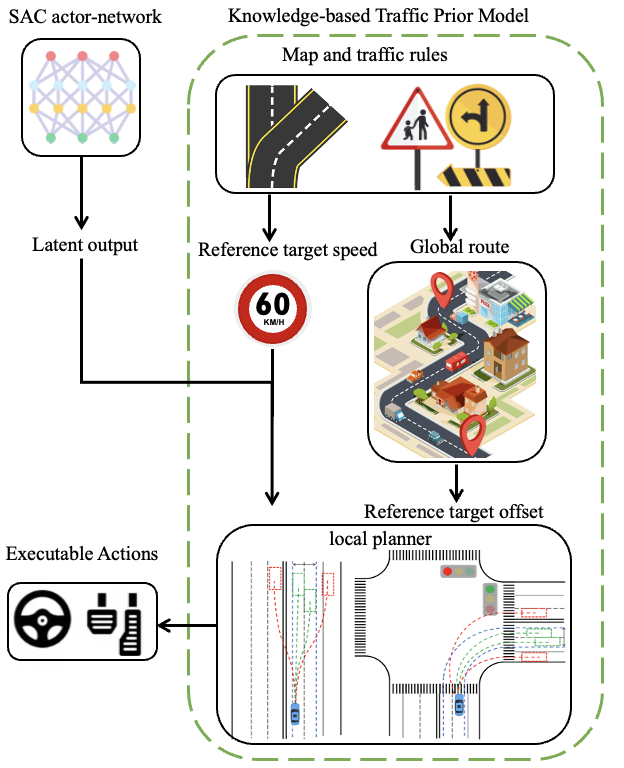 SAC actor-network
Knowledge-based Traffic Prior Model
Map and traffic rules
Latent output
Reference target speed
Global route
60
KM/H
PIZZA
Reference target offset
local planner
Executable Actions